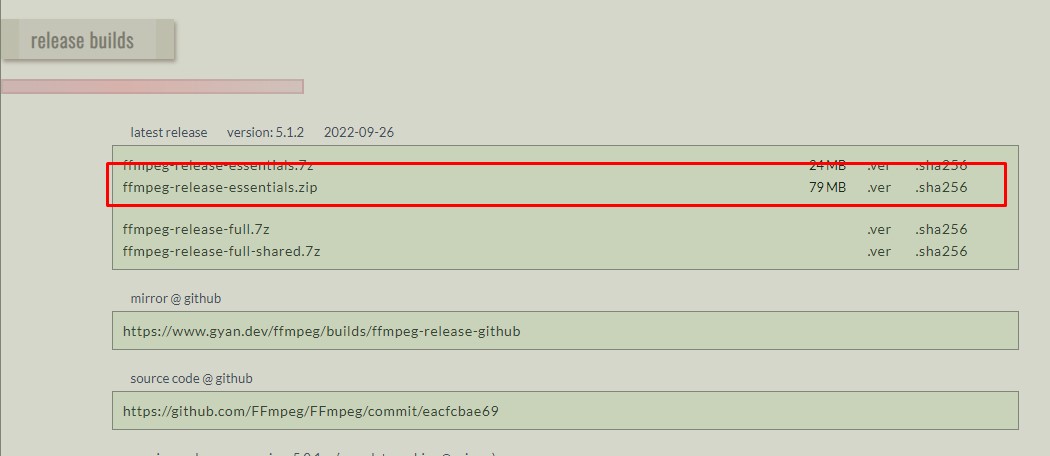 release builds
latest release version: 5.1.2 2022-09-26
ffmpeg-release-essentials.7z 24 MB .ver .sha256
ffmpeg-release-essentials.zip 79 MB .ver .sha256
ffmpeg-release-full.7z .ver .sha256
ffmpeg-release-full-shared.7z .ver .sha256
mirror @ github
https://www.gyan.dev/ffmpeg/builds/ffmpeg-release-github
source code @ github
https://github.com/FFmpeg/FFmpeg/commit/eacfcbae69